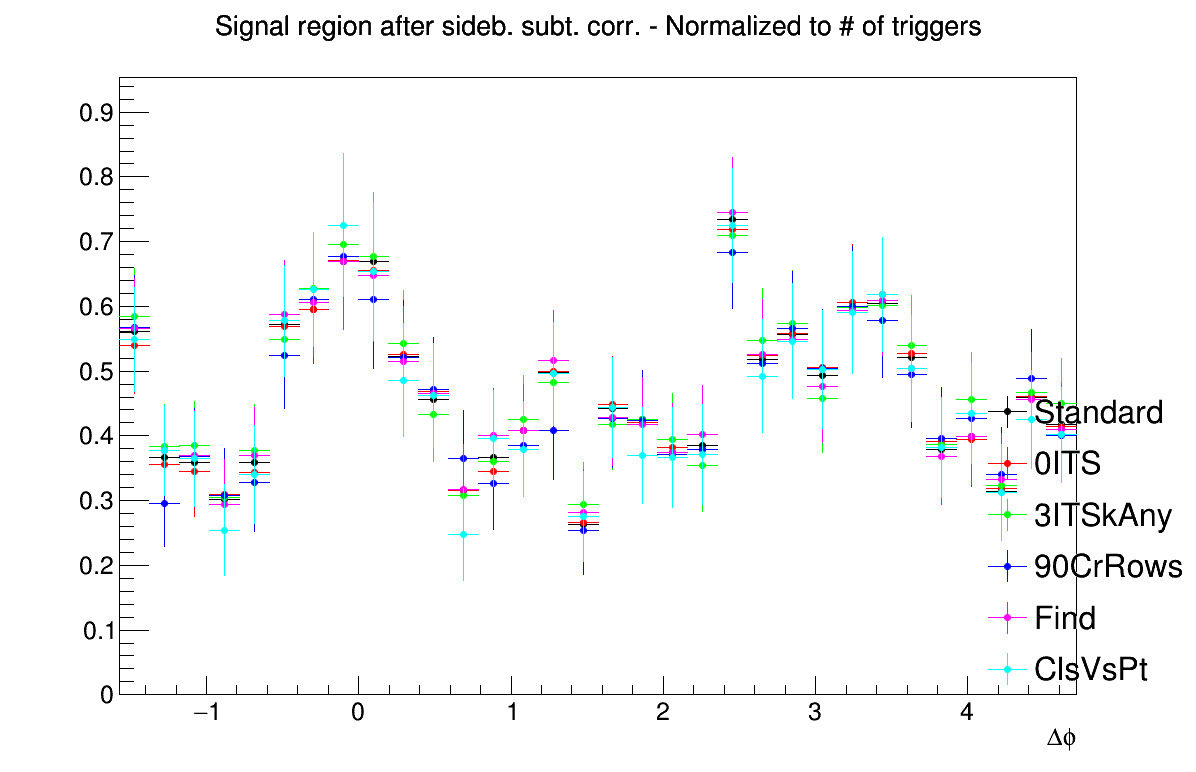 Signal region after sideb. subt. corr. - Normalized to # of triggers
0.9
0.8
0.7
0.6
0.5
0.4
0.3
0.2
0.1
0
Standard
0ITS
3ITSkAny
90CrRows
Find
ClsVsPt
−1 0 1 2 3 4
Δϕ